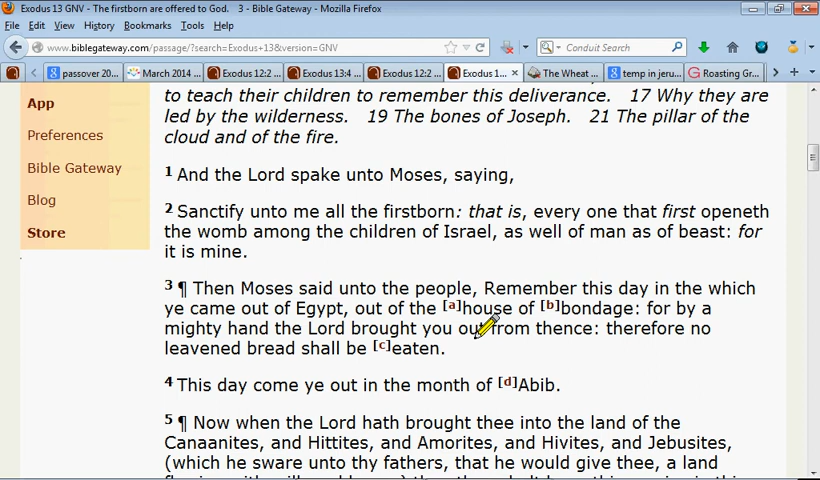 Exodus 13 GNV - The firstborn are offered to God. 3 - Bible Gateway - Mozilla Firefox
File Edit View History Bookmarks Tools Help
www.biblegateway.com/passage/?search=Exodus+13&version=GNV
Conduit Search
passover 20... March 2014 ... Exodus 12:2... Exodus 13:4... Exodus 12:2... Exodus 1... × The Wheat ... temp in jeru... Roasting Gr...
App
Preferences
Bible Gateway
Blog
Store
to teach their children to remember this deliverance. 17 Why they are
led by the wilderness. 19 The bones of Joseph. 21 The pillar of the
cloud and of the fire.
1 And the Lord spake unto Moses, saying,
2 Sanctify unto me all the firstborn: that is, every one that first openeth
the womb among the children of Israel, as well of man as of beast: for
it is mine.
3 ¶ Then Moses said unto the people, Remember this day in the which
ye came out of Egypt, out of the [a]house of [b]bondage: for by a
mighty hand the Lord brought you out from thence: therefore no
leavened bread shall be [c]eaten.
4 This day come ye out in the month of [d]Abib.
5 ¶ Now when the Lord hath brought thee into the land of the
Canaanites, and Hittites, and Amorites, and Hivites, and Jebusites,
(which he sware unto thy fathers, that he would give thee, a land